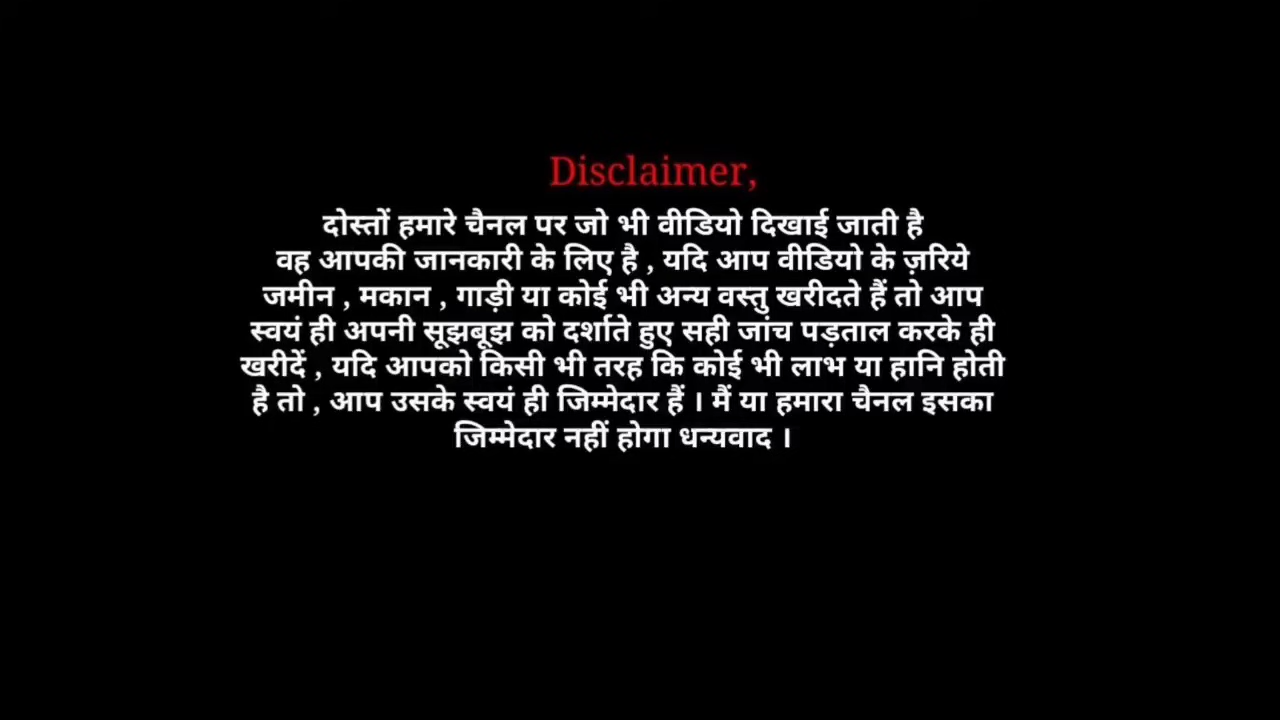 Disclaimer,
दोस्तों हमारे चैनल पर जो भी वीडियो दिखाई जाती है
वह आपकी जानकारी के लिए है , यदि आप वीडियो के ज़रिये
जमीन , मकान , गाड़ी या कोई भी अन्य वस्तु खरीदते हैं तो आप
स्वयं ही अपनी सूझबूझ को दर्शाते हुए सही जांच पड़ताल करके ही
खरीदें , यदि आपको किसी भी तरह कि कोई भी लाभ या हानि होती
है तो , आप उसके स्वयं ही जिम्मेदार हैं । मैं या हमारा चैनल इसका
जिम्मेदार नहीं होगा धन्यवाद ।